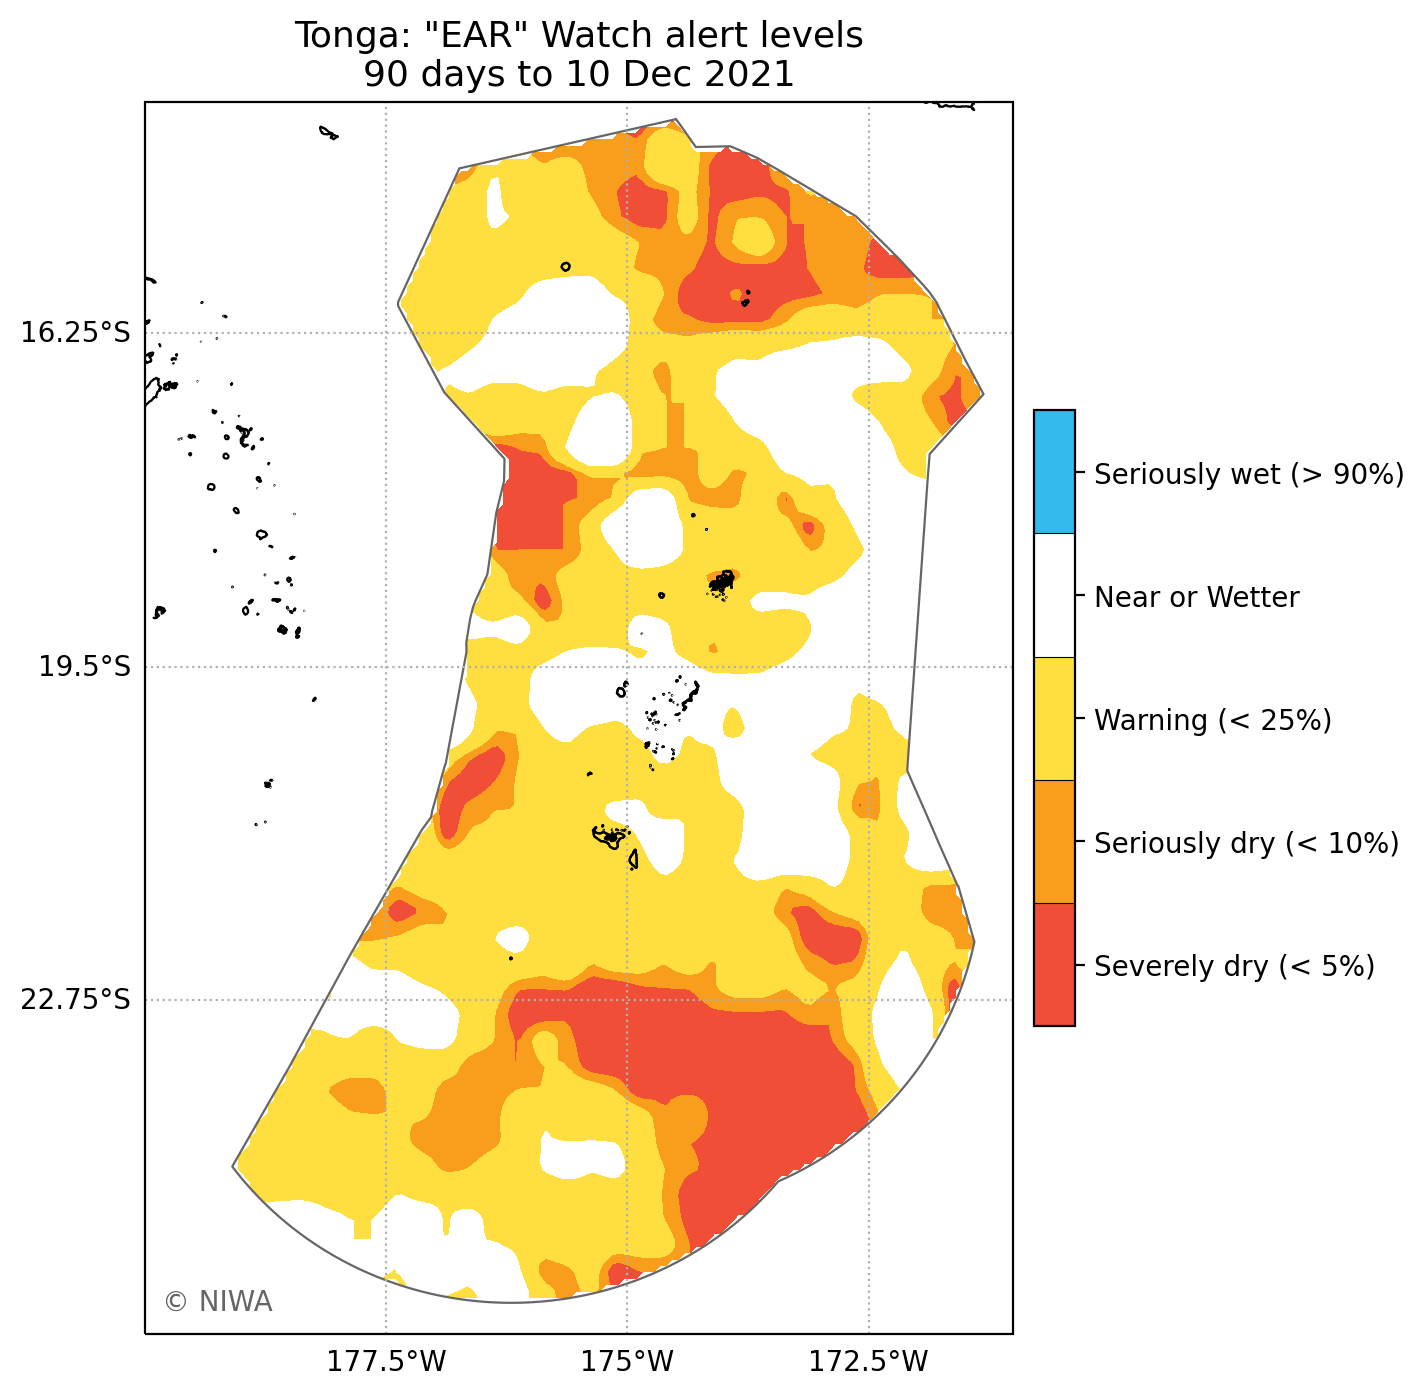 Tonga: "EAR" Watch alert levels
90 days to 10 Dec 2021
16.25°S
19.5°S
22.75°S
177.5°W
175°W
172.5°W
Seriously wet (> 90%)
Near or Wetter
Warning (< 25%)
Seriously dry (< 10%)
Severely dry (< 5%)
© NIWA